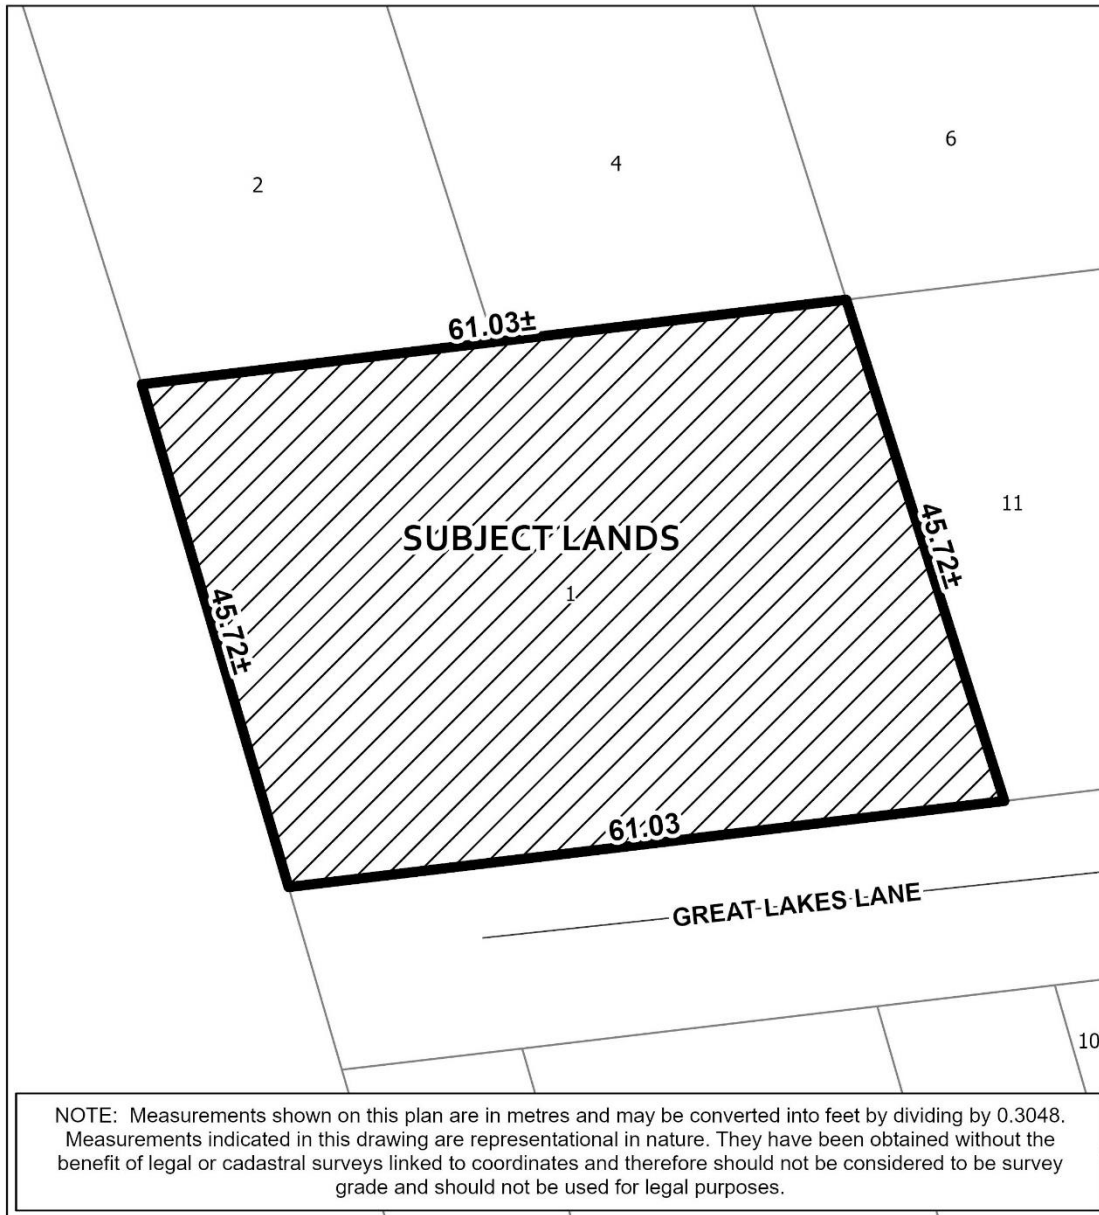 6
4
2
61.03±
11
SUBJECT LANDS
45.72±
1
45.72±
61.03
GREAT LAKES LANE
10
NOTE: Measurements shown on this plan are in metres and may be converted into feet by dividing by 0.3048.
Measurements indicated in this drawing are representational in nature. They have been obtained without the
benefit of legal or cadastral surveys linked to coordinates and therefore should not be considered to be survey
grade and should not be used for legal purposes.